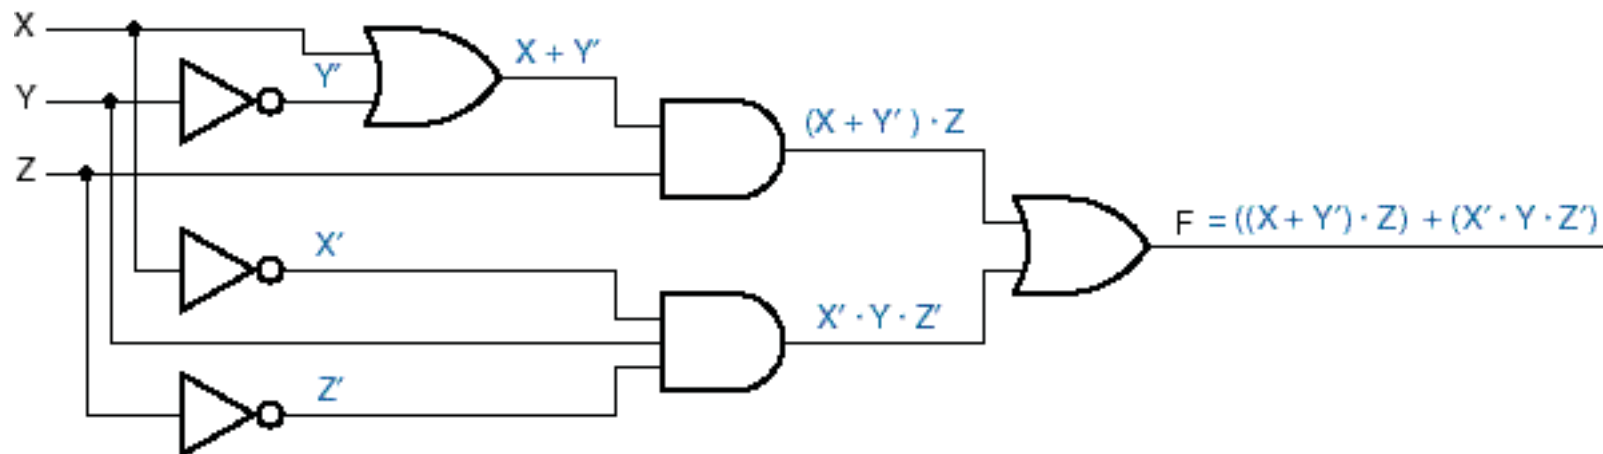 X
X + Y′
Y′
Y
(X + Y′ ) · Z
Z
F = ((X + Y′) · Z) + (X′ · Y · Z′)
X′
X′ · Y · Z′
Z′